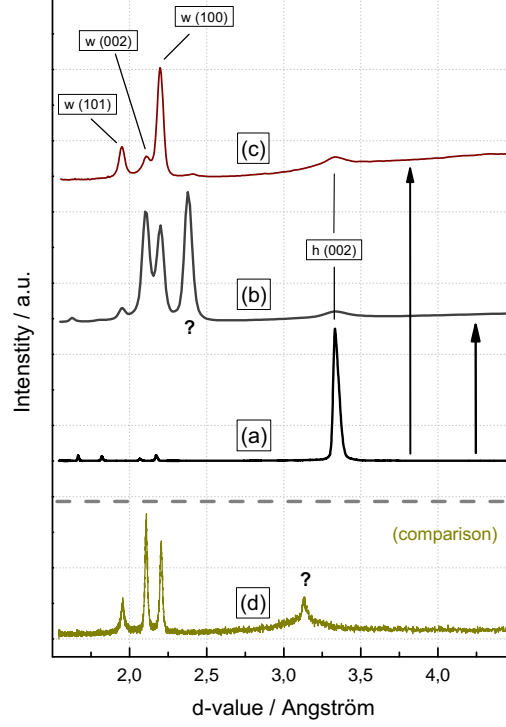 w (100)
w (002)
w (101)
(c)
h (002)
(b)
?
(a)
(comparison)
?
(d)
2,0 2,5 3,0 3,5 4,0
d-value / Angström
Intenstity / a.u.